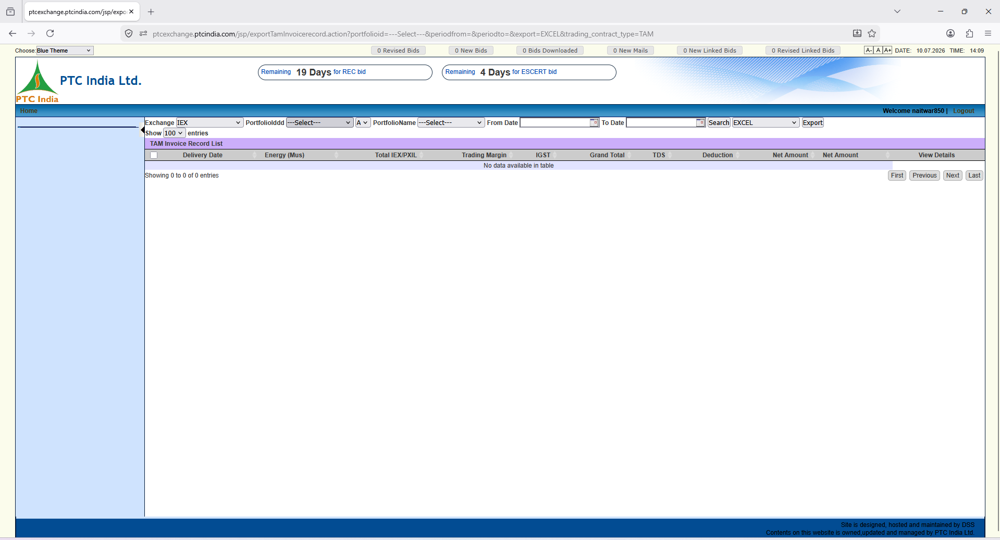 ptcexchange.ptcindia.com/jsp/expo
ptcexchange.ptcindia.com/jsp/exportTamInvoicerecord.action?portfolioid=---Select---&periodfrom=&periodto=&export=EXCEL&trading_contract_type=TAM
Choose: Blue Theme 0 Revised Bids 0 New Bids 0 Bids Downloaded 0 New Mails 0 New Linked Bids 0 Revised Linked Bids A- A A+ DATE: 10.07.2026 TIME: 14:09
PTC India
PTC India Ltd.
Remaining 19 Days for REC bid Remaining 4 Days for ESCERT bid
Home Welcome naitwar850 | Logout
Exchange IEX PortfolioIddd ---Select--- A PortfolioName ---Select--- From Date To Date Search EXCEL Export
Show 100 entries
TAM Invoice Record List
Delivery Date Energy (Mus) Total IEX/PXIL Trading Margin IGST Grand Total TDS Deduction Net Amount Net Amount View Details
No data available in table
Showing 0 to 0 of 0 entries First Previous Next Last
Site is designed, hosted and maintained by DSS
Contents on this website is owned,updated and managed by PTC India Ltd.